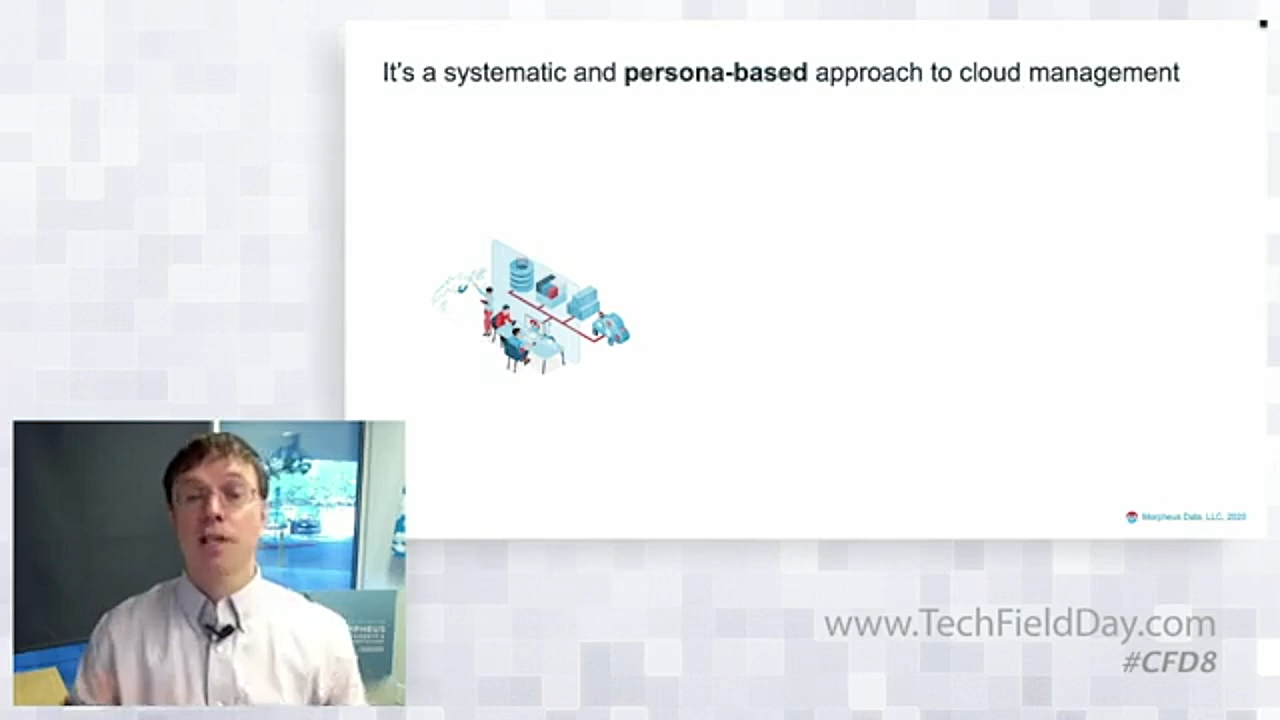 It's a systematic and persona-based approach to cloud management
Morpheus Data, LLC, 2020
www.TechFieldDay.com
#CFD8